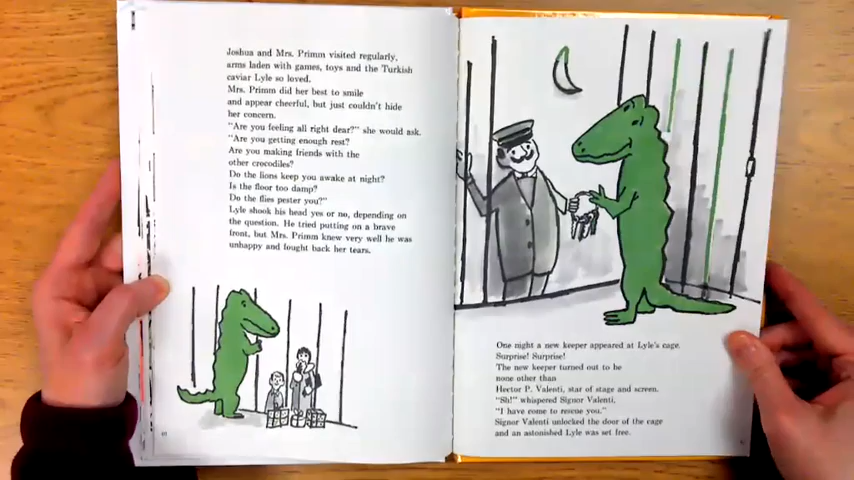 Joshua and Mrs. Primm visited regularly,
arms laden with games, toys and the Turkish
caviar Lyle so loved.
Mrs. Primm did her best to smile
and appear cheerful, but just couldn't hide
her concern.
"Are you feeling all right dear?" she would ask.
"Are you getting enough rest?
Are you making friends with the
other crocodiles?
Do the lions keep you awake at night?
Is the floor too damp?
Do the flies pester you?"
Lyle shook his head yes or no, depending on
the question. He tried putting on a brave
front, but Mrs. Primm knew very well he was
unhappy and fought back her tears.
One night a new keeper appeared at Lyle's cage.
Surprise! Surprise!
The new keeper turned out to be
none other than
Hector P. Valenti, star of stage and screen.
"Sh!" whispered Signor Valenti,
"I have come to rescue you."
Signor Valenti unlocked the door of the cage
and an astonished Lyle was set free.